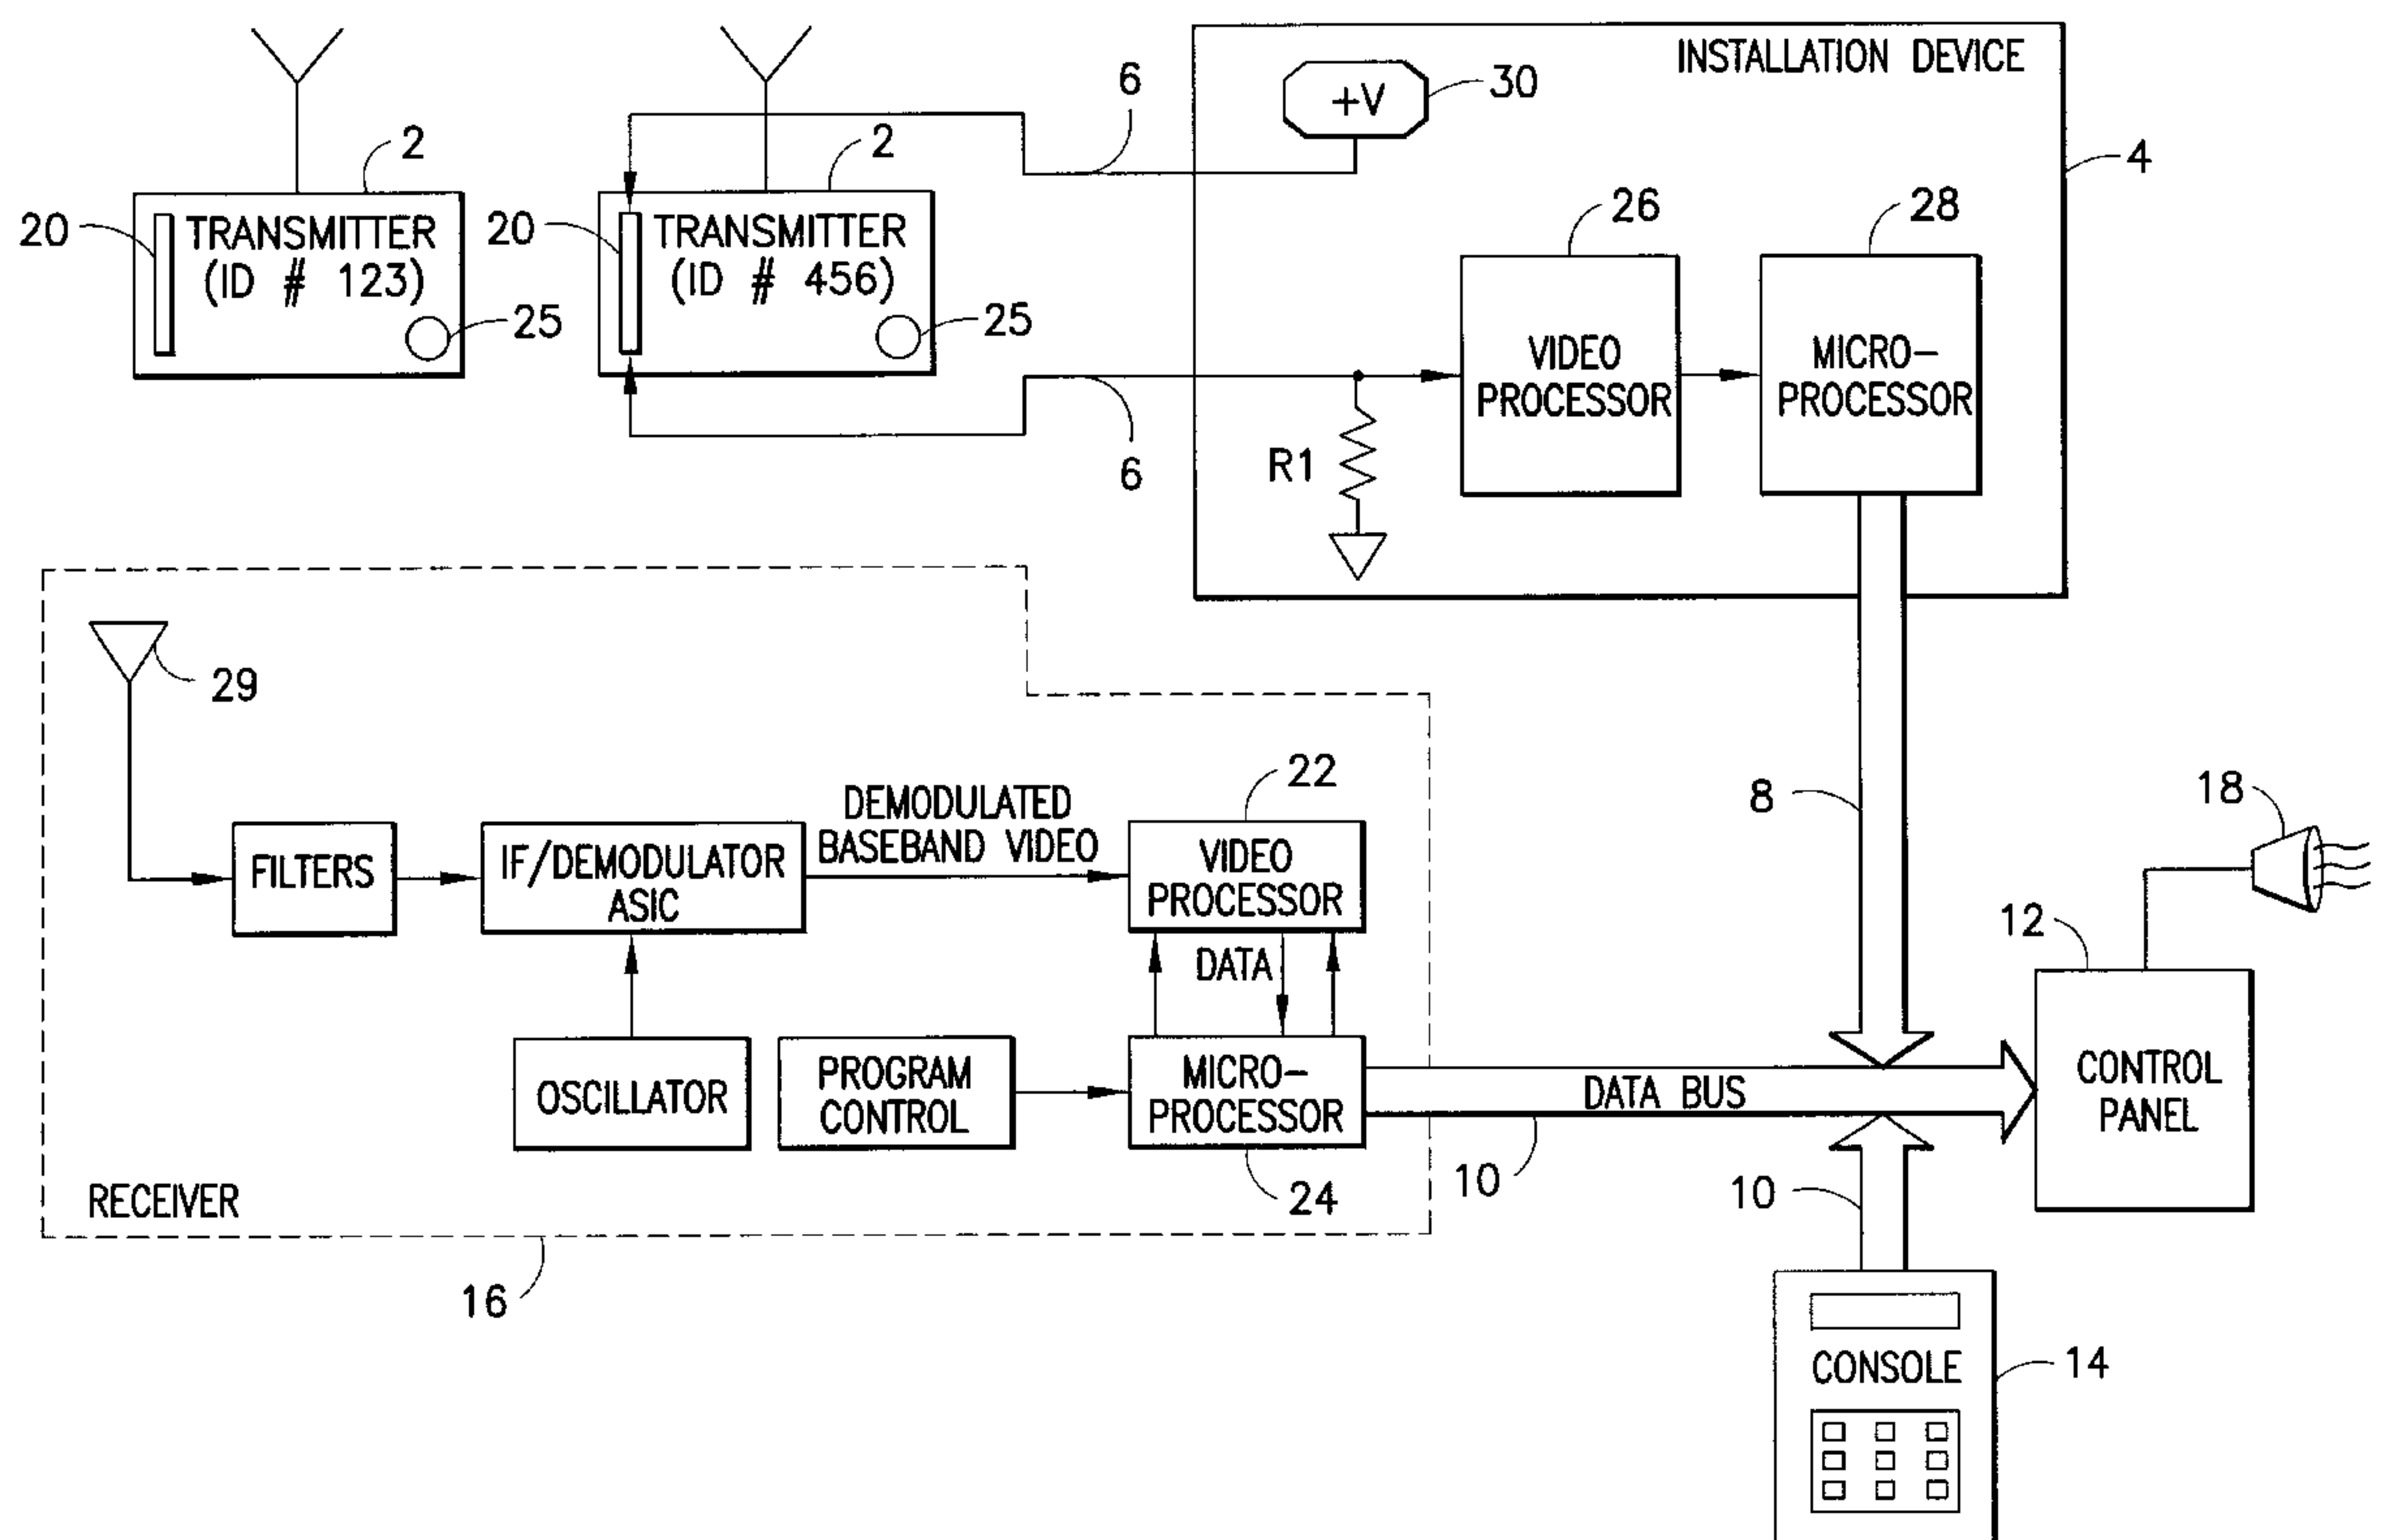 INSTALLATION DEVICE
+V
30
6
2
2
4
20
TRANSMITTER
(ID # 123)
25
20
TRANSMITTER
(ID # 456)
25
26
28
VIDEO
PROCESSOR
MICRO-
PROCESSOR
R1
6
29
22
DEMODULATED
BASEBAND VIDEO
8
18
FILTERS
IF/DEMODULATOR
ASIC
VIDEO
PROCESSOR
12
DATA
OSCILLATOR
PROGRAM
CONTROL
MICRO-
PROCESSOR
DATA BUS
CONTROL
PANEL
10
10
24
RECEIVER
16
CONSOLE
14